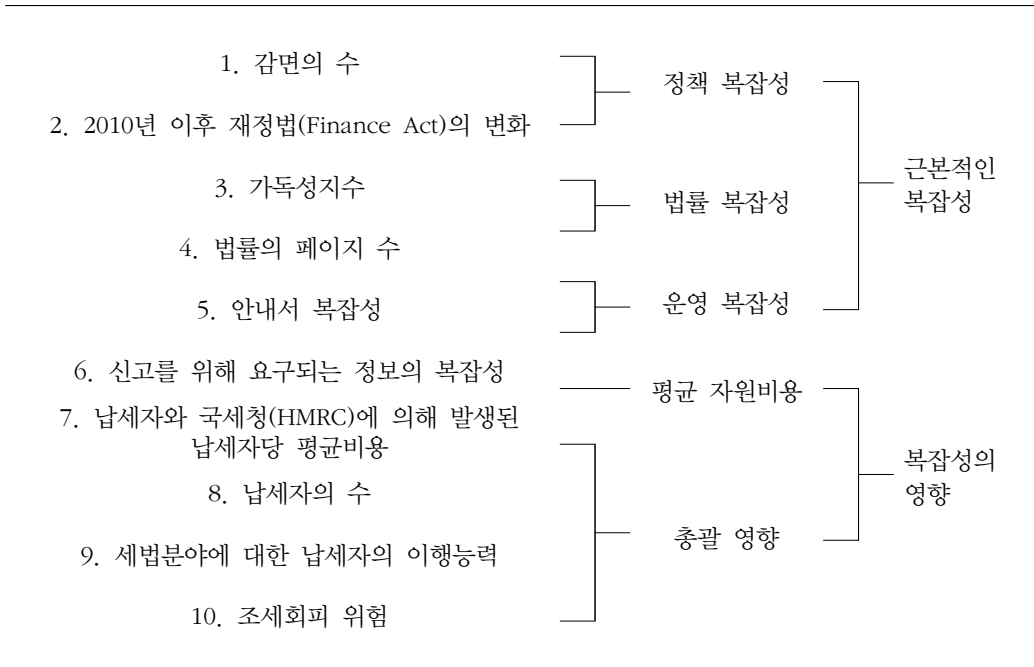 1. 감면의 수
2. 2010년 이후 재정법(Finance Act)의 변화
3. 가독성지수
4. 법률의 페이지 수
5. 안내서 복잡성
6. 신고를 위해 요구되는 정보의 복잡성
7. 납세자와 국세청(HMRC)에 의해 발생된
납세자당 평균비용
8. 납세자의 수
9. 세법분야에 대한 납세자의 이행능력
10. 조세회피 위험
정책 복잡성
법률 복잡성
운영 복잡성
평균 자원비용
총괄 영향
근본적인
복잡성
복잡성의
영향